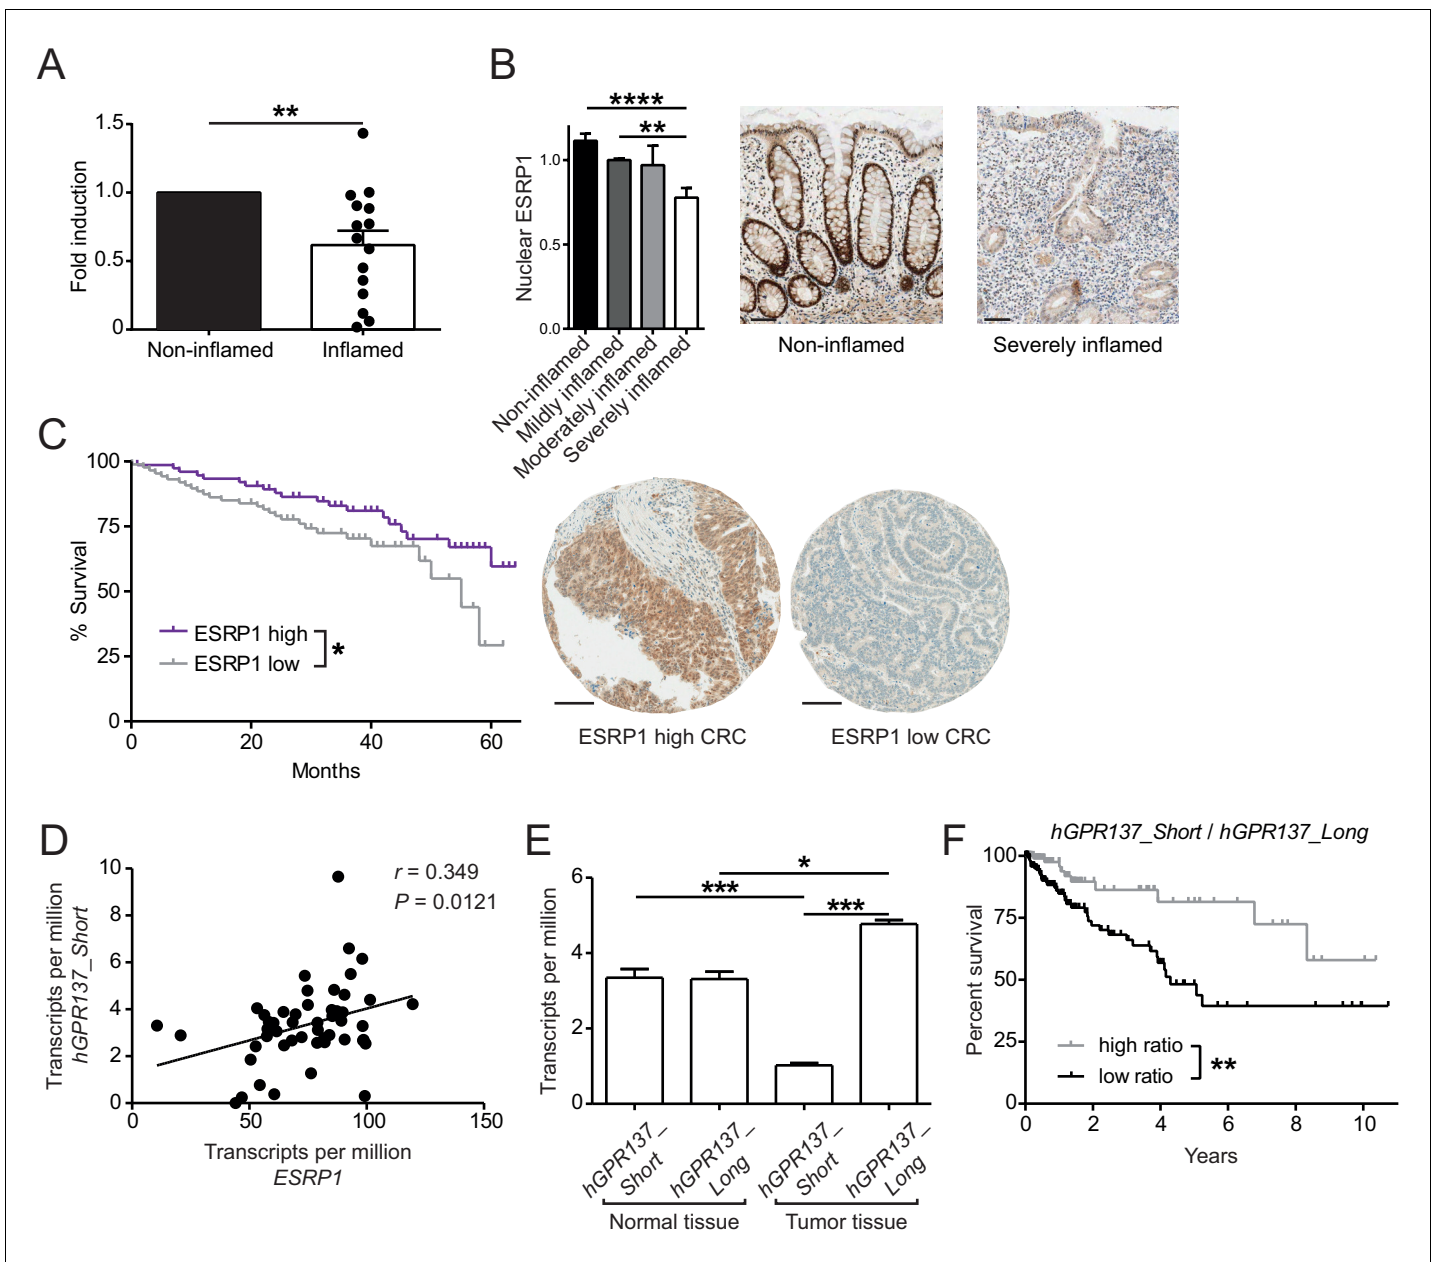 A
**
1.5
1.0
0.5
0
Fold induction
Non-inflamed
Inflamed
B
****
**
1.0
0.5
0.0
Nuclear ESRP1
Non-inflamed
Mildly inflamed
Moderately inflamed
Severely inflamed
Non-inflamed
Severely inflamed
C
100
75
50
25
0
% Survival
ESRP1 high
ESRP1 low
*
0
20
40
60
Months
ESRP1 high CRC
ESRP1 low CRC
D
10
8
6
4
2
0
Transcripts per million
hGPR137_Short
r = 0.349
P = 0.0121
50
100
150
Transcripts per million
ESRP1
E
6
4
2
0
Transcripts per million
***
*
***
hGPR137_
Short
hGPR137_
Long
hGPR137_
Short
hGPR137_
Long
Normal tissue
Tumor tissue
F
hGPR137_Short / hGPR137_Long
100
75
50
25
0
Percent survival
high ratio
low ratio
**
0
2
4
6
8
10
Years